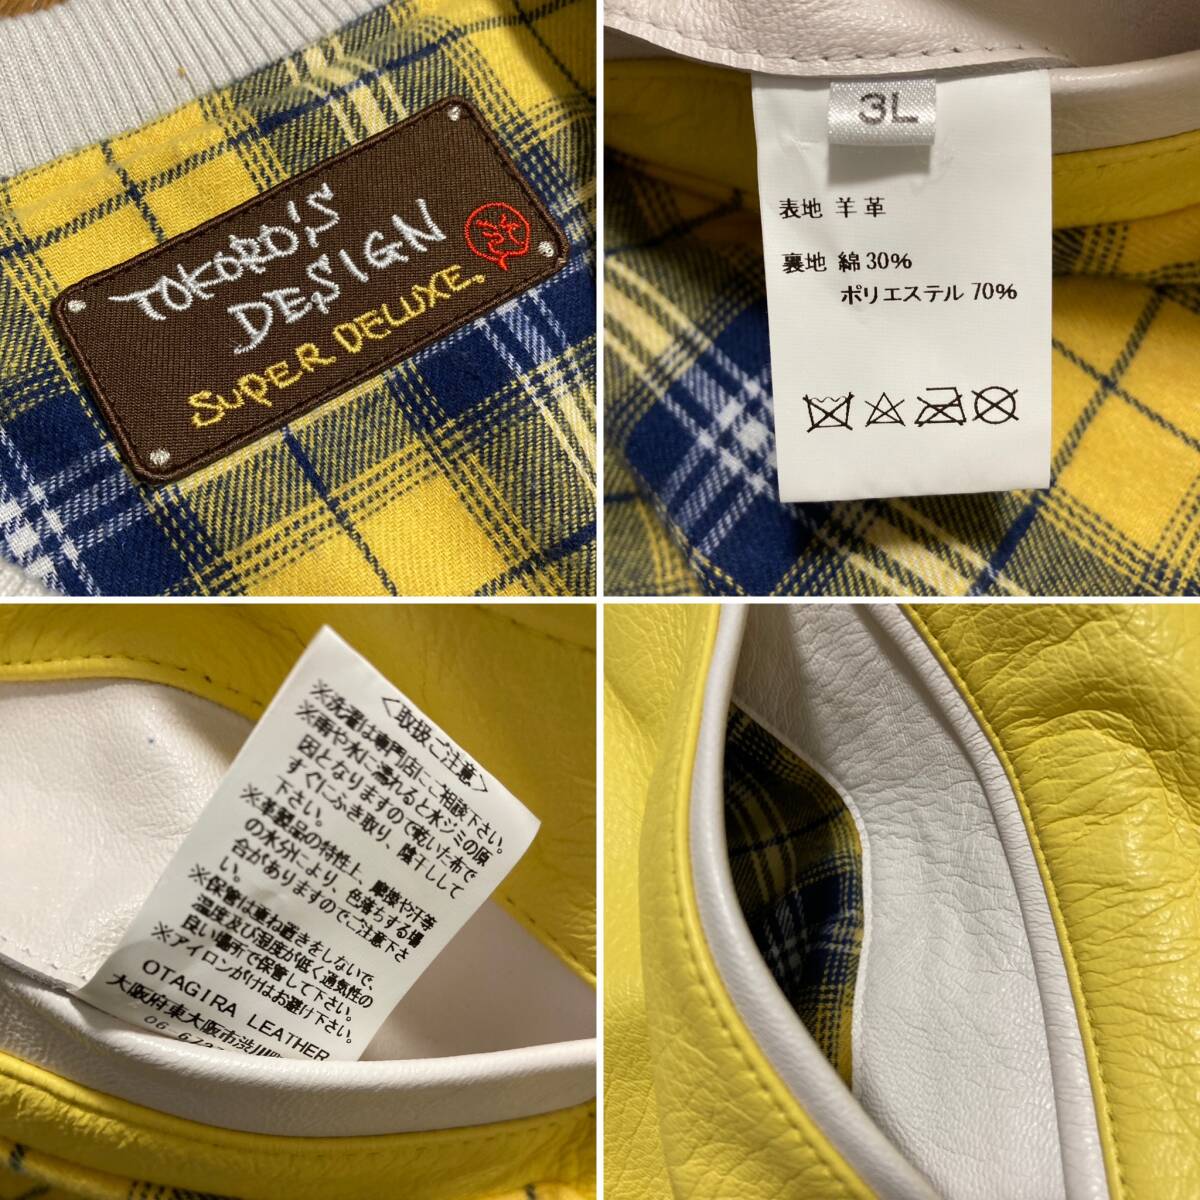 TOKORO'S
DESIGN
SUPER DELUXE.
3L
表地 羊革
裏地 綿30%
ポリエステル 70%
<取扱ご注意>
※洗濯は専門店にご相談下さい。
※雨や水に濡れると水ジミの原
因となりますので乾いた布で
すぐにふき取り、陰干しして
下さい。
※革製品の特性上、摩擦や汗等
の水分により、色落ちする場
合がありますのでご注意下さ
い。
※保管は重ね置きをしないで、
温度及び湿度が低く通気性の
良い場所で保管して下さい。
※アイロンがけはお避け下さい。
OTAGIRA LEATHER
大阪府東大阪市渋川町
06